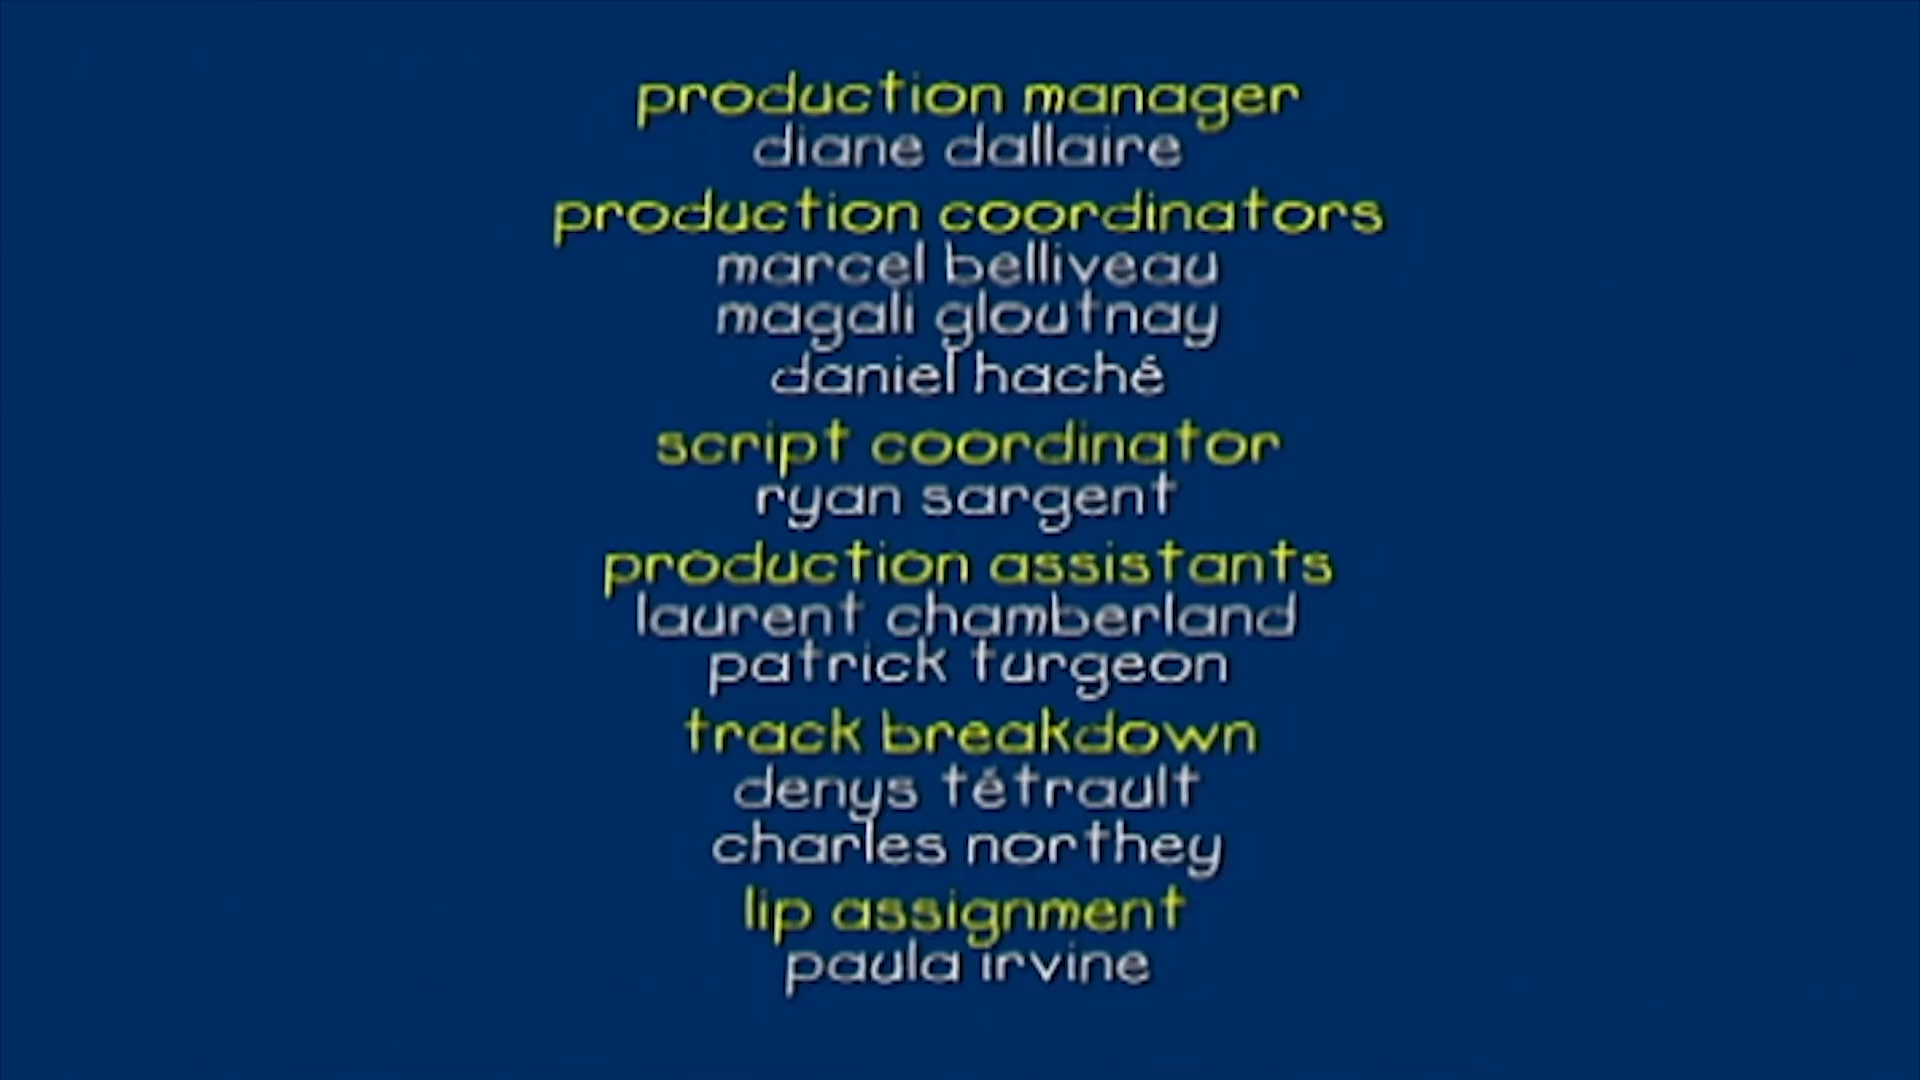 production manager
diane dallaire
production coordinators
marcel belliveau
magali gloutnay
daniel haché
script coordinator
ryan sargent
production assistants
laurent chamberland
patrick turgeon
track breakdown
denys tétrault
charles northey
lip assignment
paula irvine